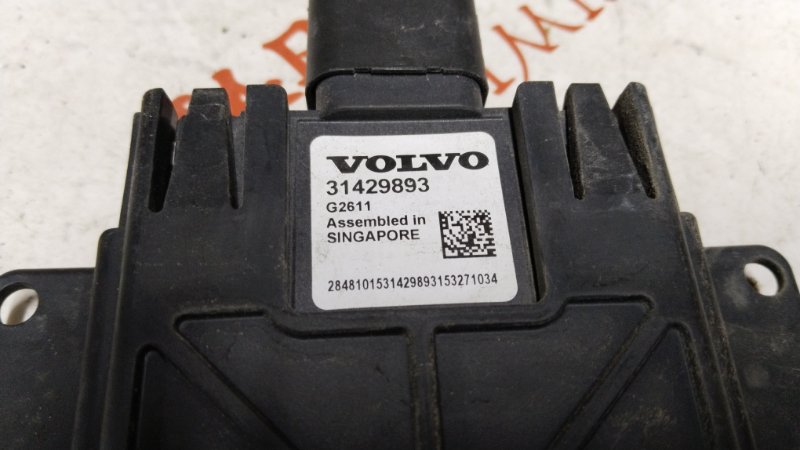 VOLVO
31429893
G2611
Assembled in
SINGAPORE
2848101531429893153271034